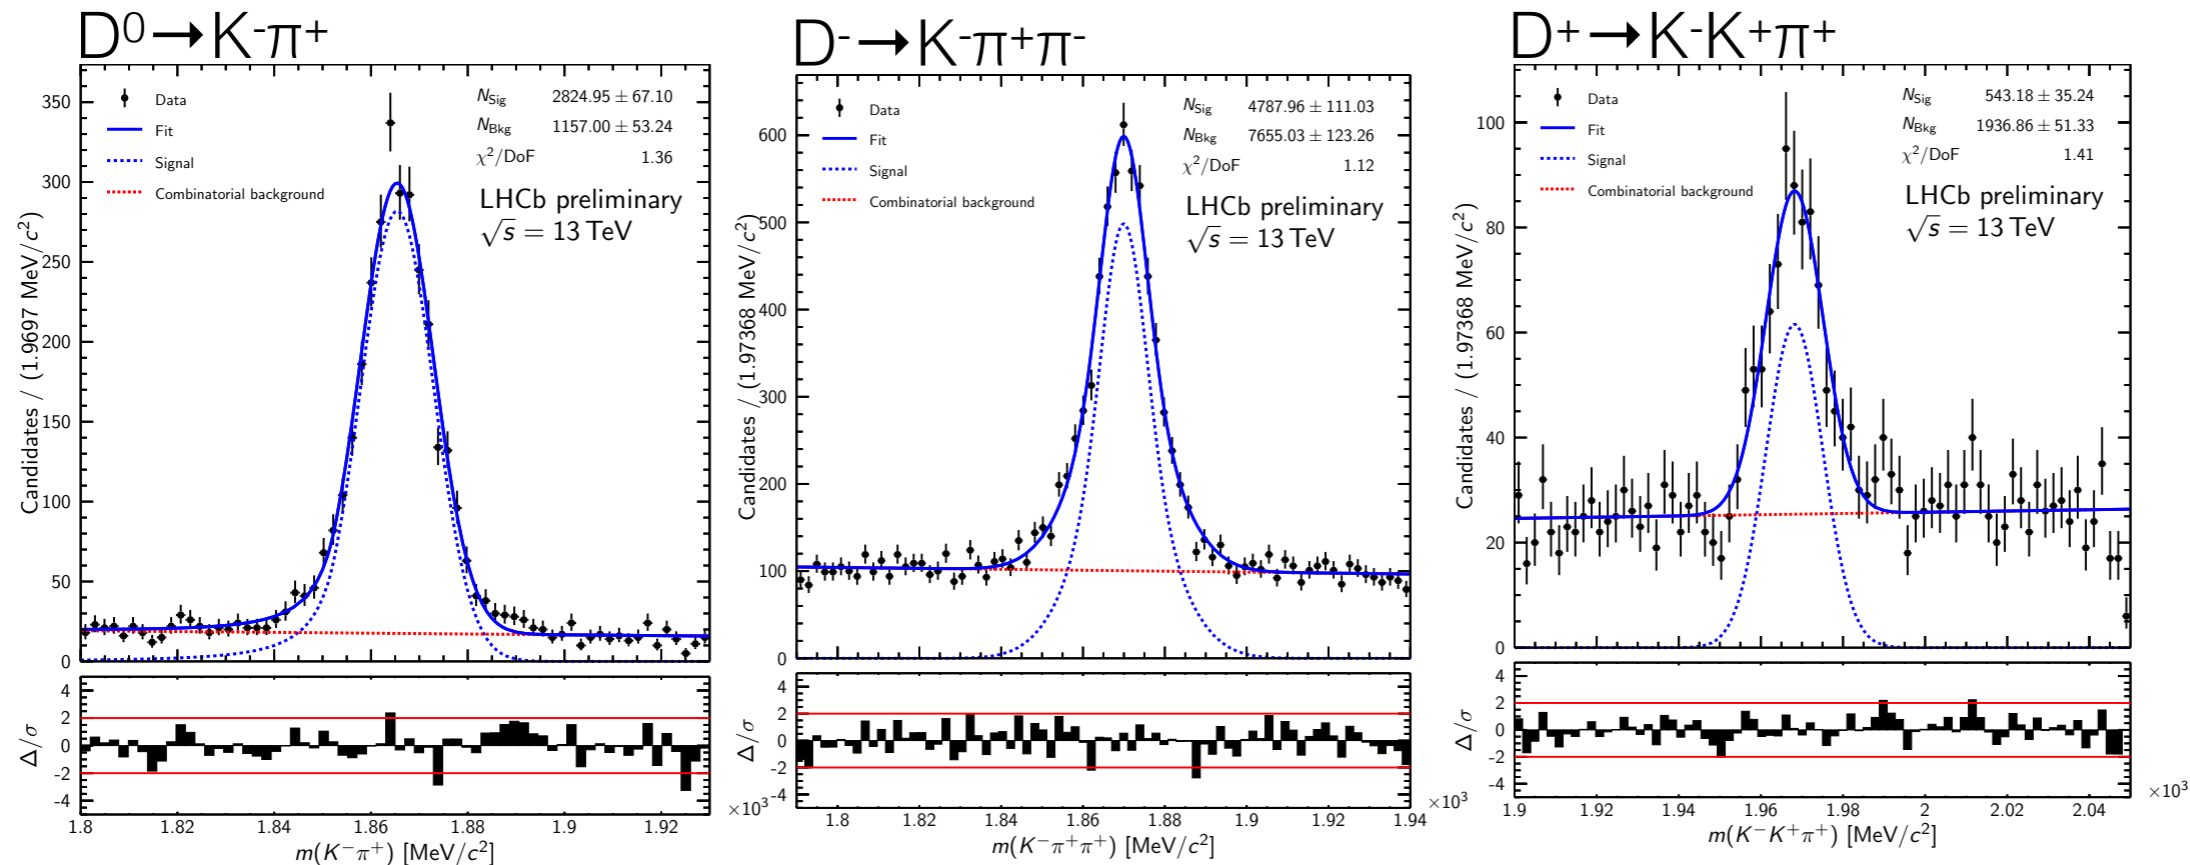 D⁰→K⁻π⁺
350
300
250
200
150
100
50
0
Candidates / (1.9697 MeV/c²)
Data
Fit
Signal
Combinatorial background
N_Sig 2824.95 ± 67.10
N_Bkg 1157.00 ± 53.24
χ²/DoF 1.36
LHCb preliminary
√s = 13 TeV
4
2
0
-2
-4
Δ/σ
1.8 1.82 1.84 1.86 1.88 1.9 1.92
×10³
m(K⁻π⁺) [MeV/c²]
D⁻→K⁻π⁺π⁻
600
500
400
300
200
100
0
Candidates / (1.97368 MeV/c²)
Data
Fit
Signal
Combinatorial background
N_Sig 4787.96 ± 111.03
N_Bkg 7655.03 ± 123.26
χ²/DoF 1.12
LHCb preliminary
√s = 13 TeV
4
2
0
-2
-4
Δ/σ
1.8 1.82 1.84 1.86 1.88 1.9 1.92 1.94
×10³
m(K⁻π⁺π⁺) [MeV/c²]
D⁺→K⁻K⁺π⁺
100
80
60
40
20
0
Candidates / (1.97368 MeV/c²)
Data
Fit
Signal
Combinatorial background
N_Sig 543.18 ± 35.24
N_Bkg 1936.86 ± 51.33
χ²/DoF 1.41
LHCb preliminary
√s = 13 TeV
4
2
0
-2
-4
Δ/σ
1.9 1.92 1.94 1.96 1.98 2 2.02 2.04
×10³
m(K⁻K⁺π⁺) [MeV/c²]